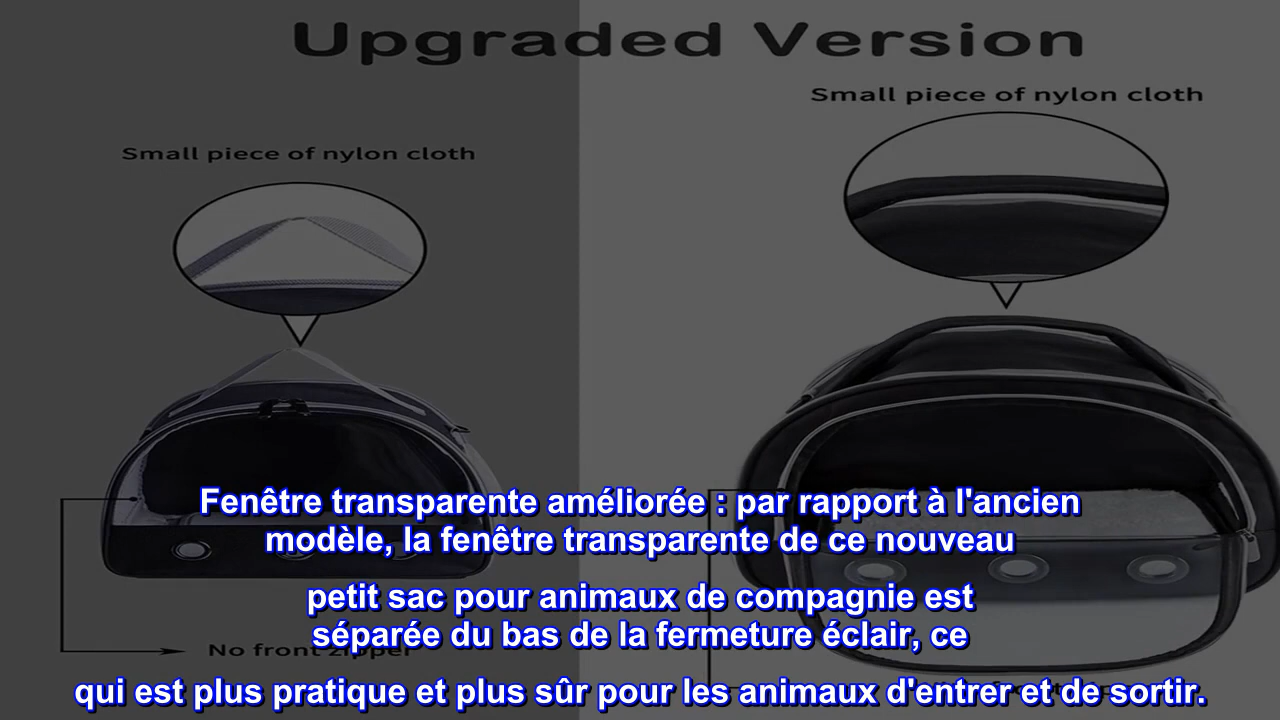 Upgraded Version
Small piece of nylon cloth
Small piece of nylon cloth
Fenêtre transparente améliorée : par rapport à l'ancien
modèle, la fenêtre transparente de ce nouveau
petit sac pour animaux de compagnie est
séparée du bas de la fermeture éclair, ce
No front zipper
qui est plus pratique et plus sûr pour les animaux d'entrer et de sortir.